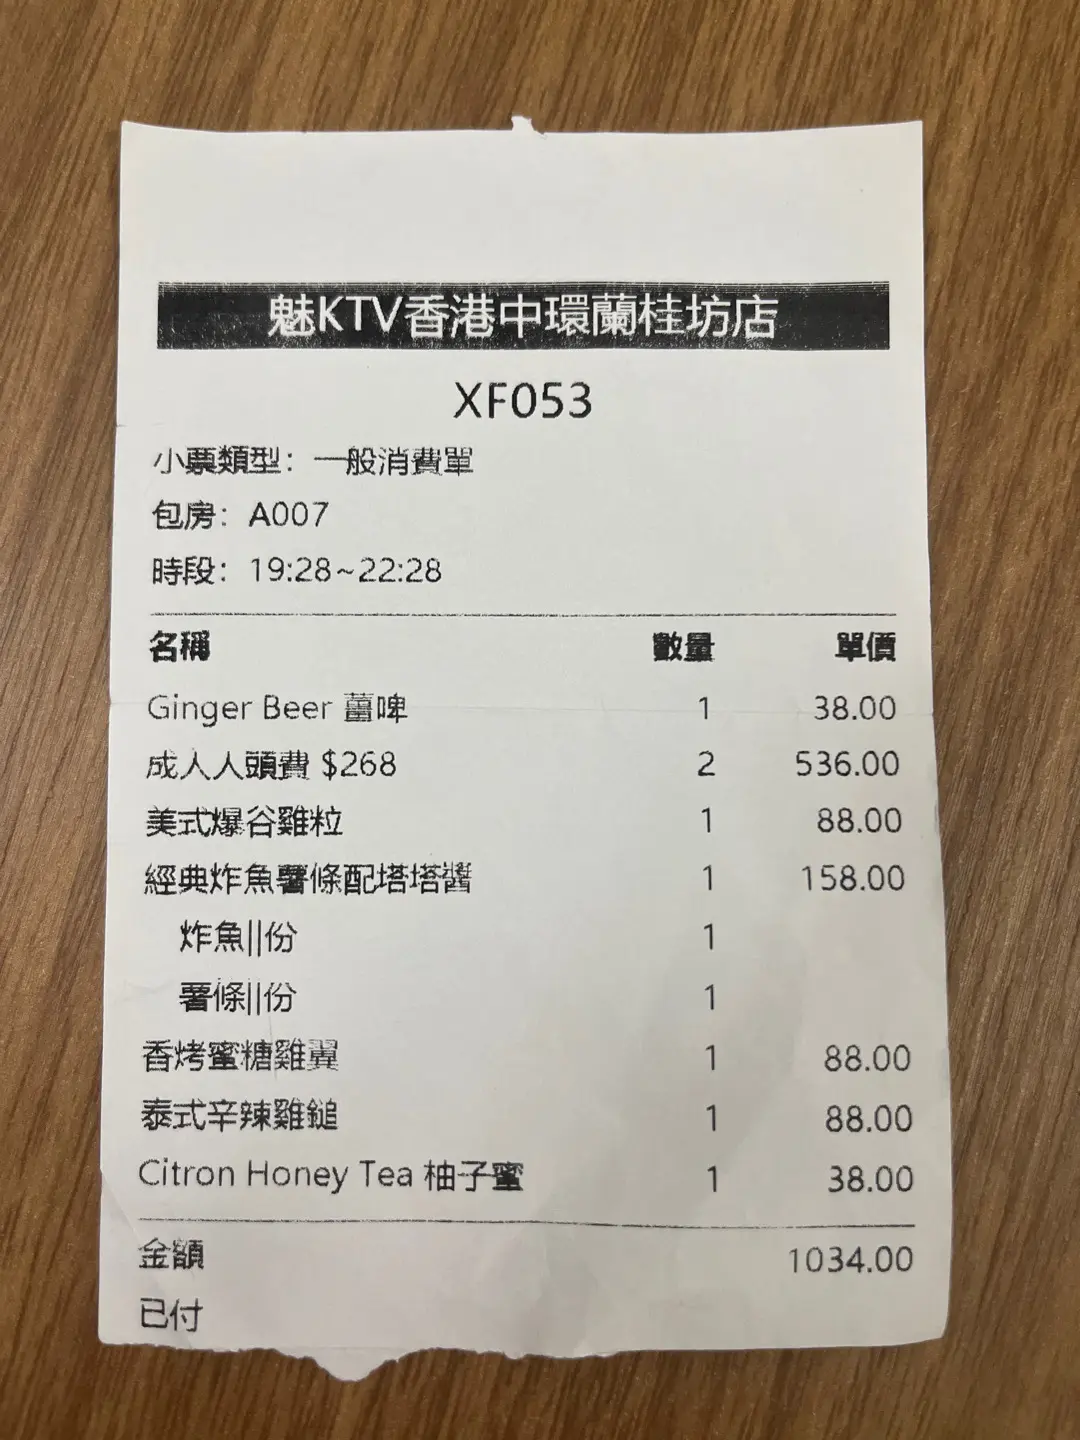 魅KTV香港中環蘭桂坊店
XF053
小票類型：一般消費單
包房：A007
時段：19:28~22:28
名稱 數量 單價
Ginger Beer 薑啤 1 38.00
成人人頭費 $268 2 536.00
美式爆谷雞粒 1 88.00
經典炸魚薯條配塔塔醬 1 158.00
炸魚||份 1
薯條||份 1
香烤蜜糖雞翼 1 88.00
泰式辛辣雞鎚 1 88.00
Citron Honey Tea 柚子蜜 1 38.00
金額 1034.00
已付